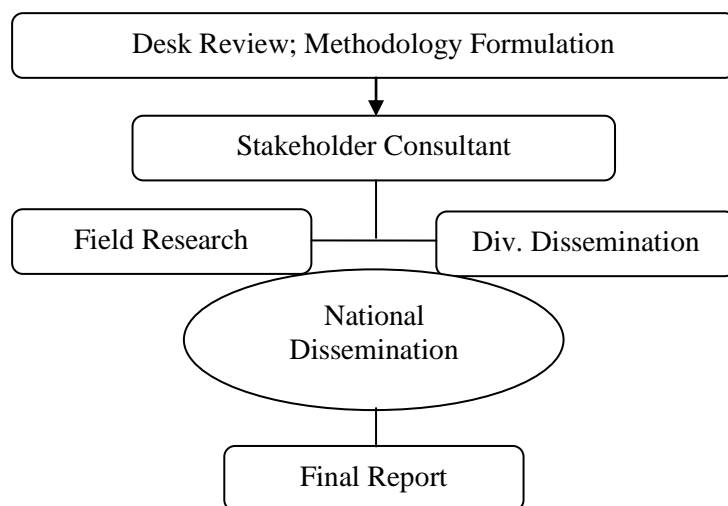 Desk Review; Methodology Formulation
Stakeholder Consultant
Field Research
Div. Dissemination
National
Dissemination
Final Report